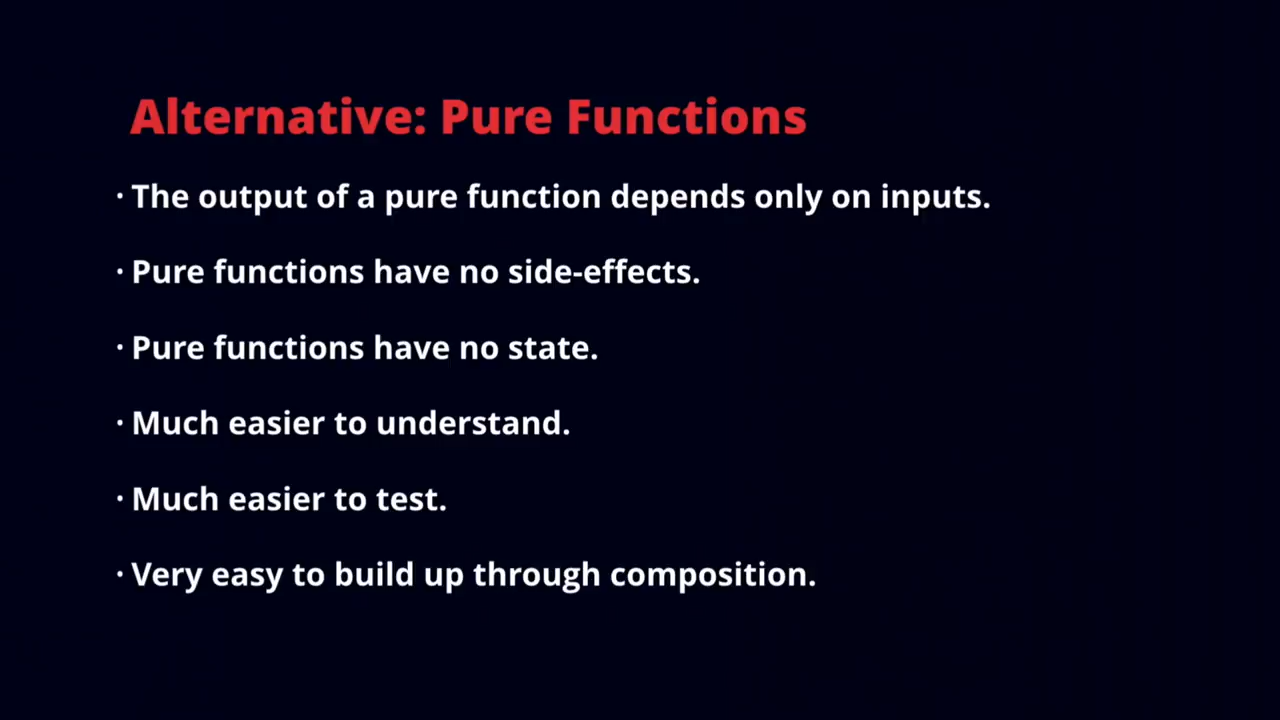 Alternative: Pure Functions
· The output of a pure function depends only on inputs.
· Pure functions have no side-effects.
· Pure functions have no state.
· Much easier to understand.
· Much easier to test.
· Very easy to build up through composition.